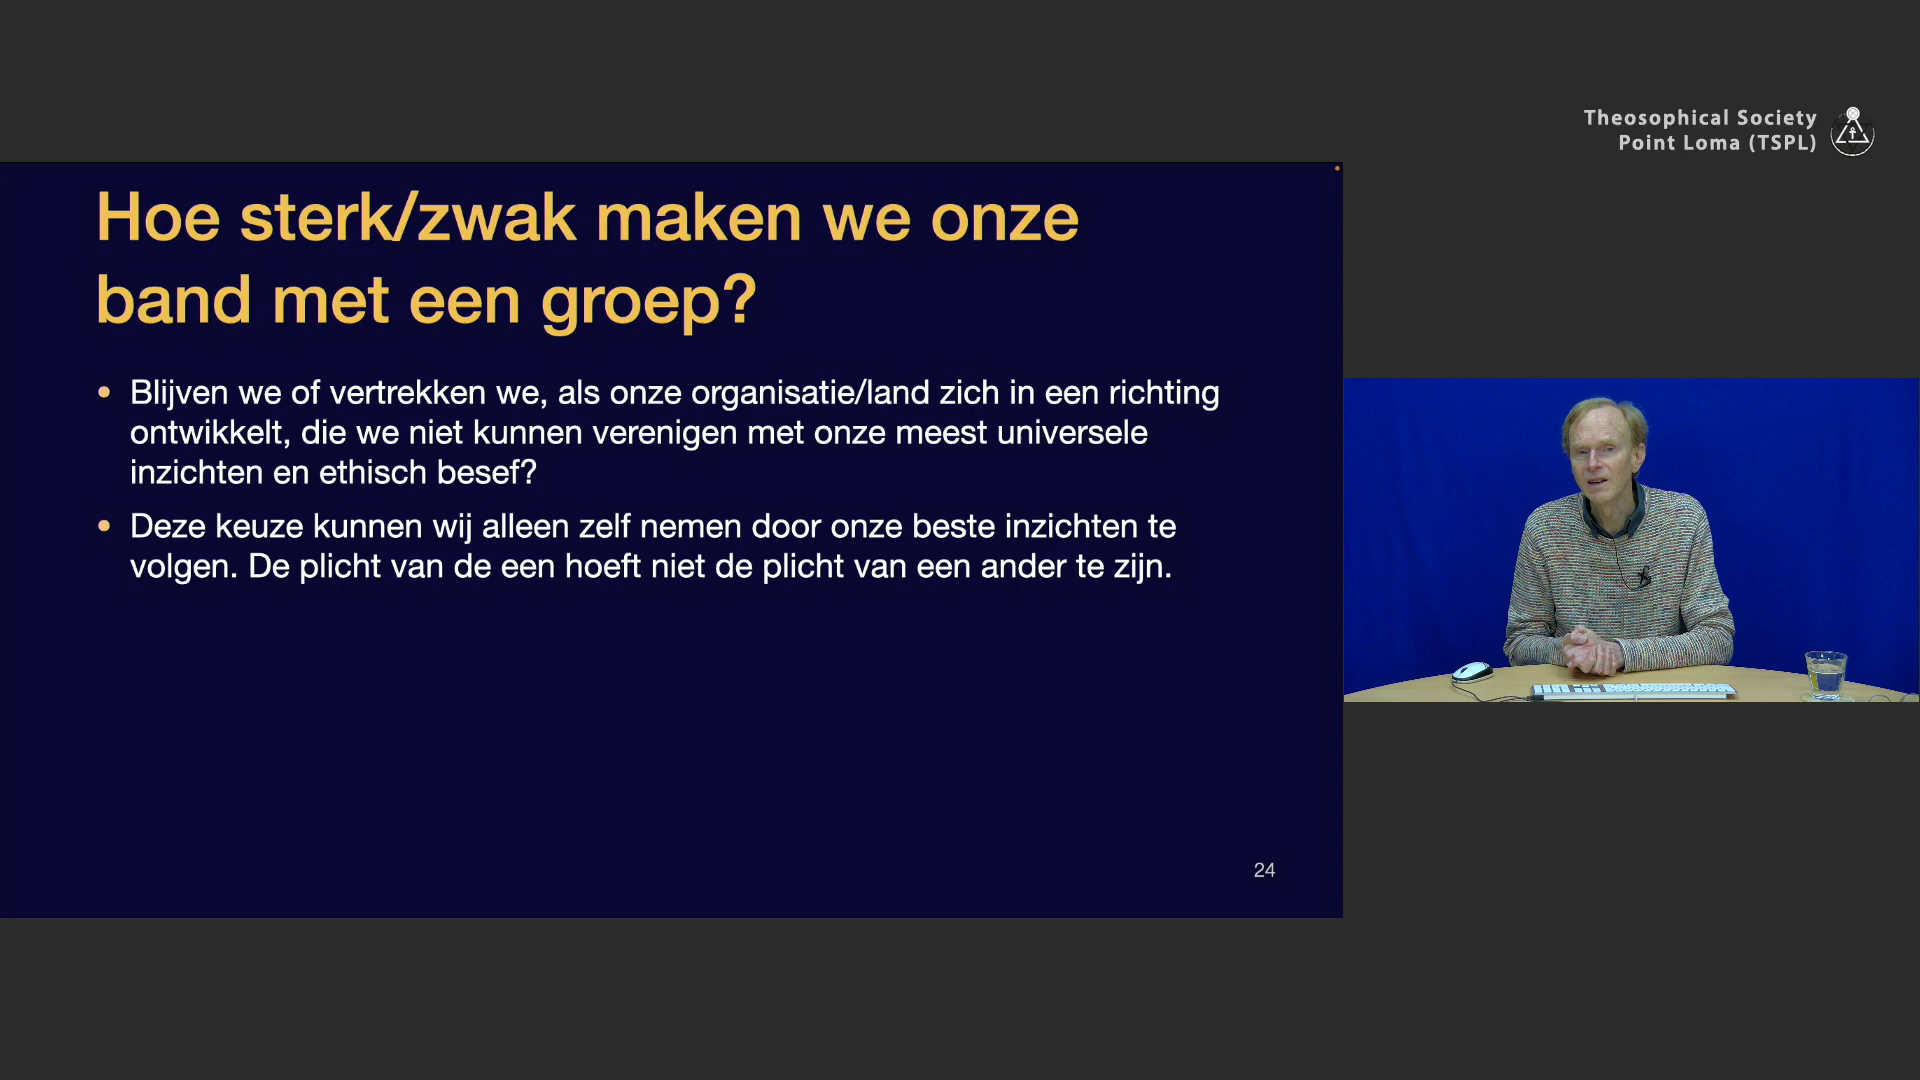 Theosophical Society
Point Loma (TSPL)
Hoe sterk/zwak maken we onze
band met een groep?
• Blijven we of vertrekken we, als onze organisatie/land zich in een richting
ontwikkelt, die we niet kunnen verenigen met onze meest universele
inzichten en ethisch besef?
• Deze keuze kunnen wij alleen zelf nemen door onze beste inzichten te
volgen. De plicht van de een hoeft niet de plicht van een ander te zijn.
24